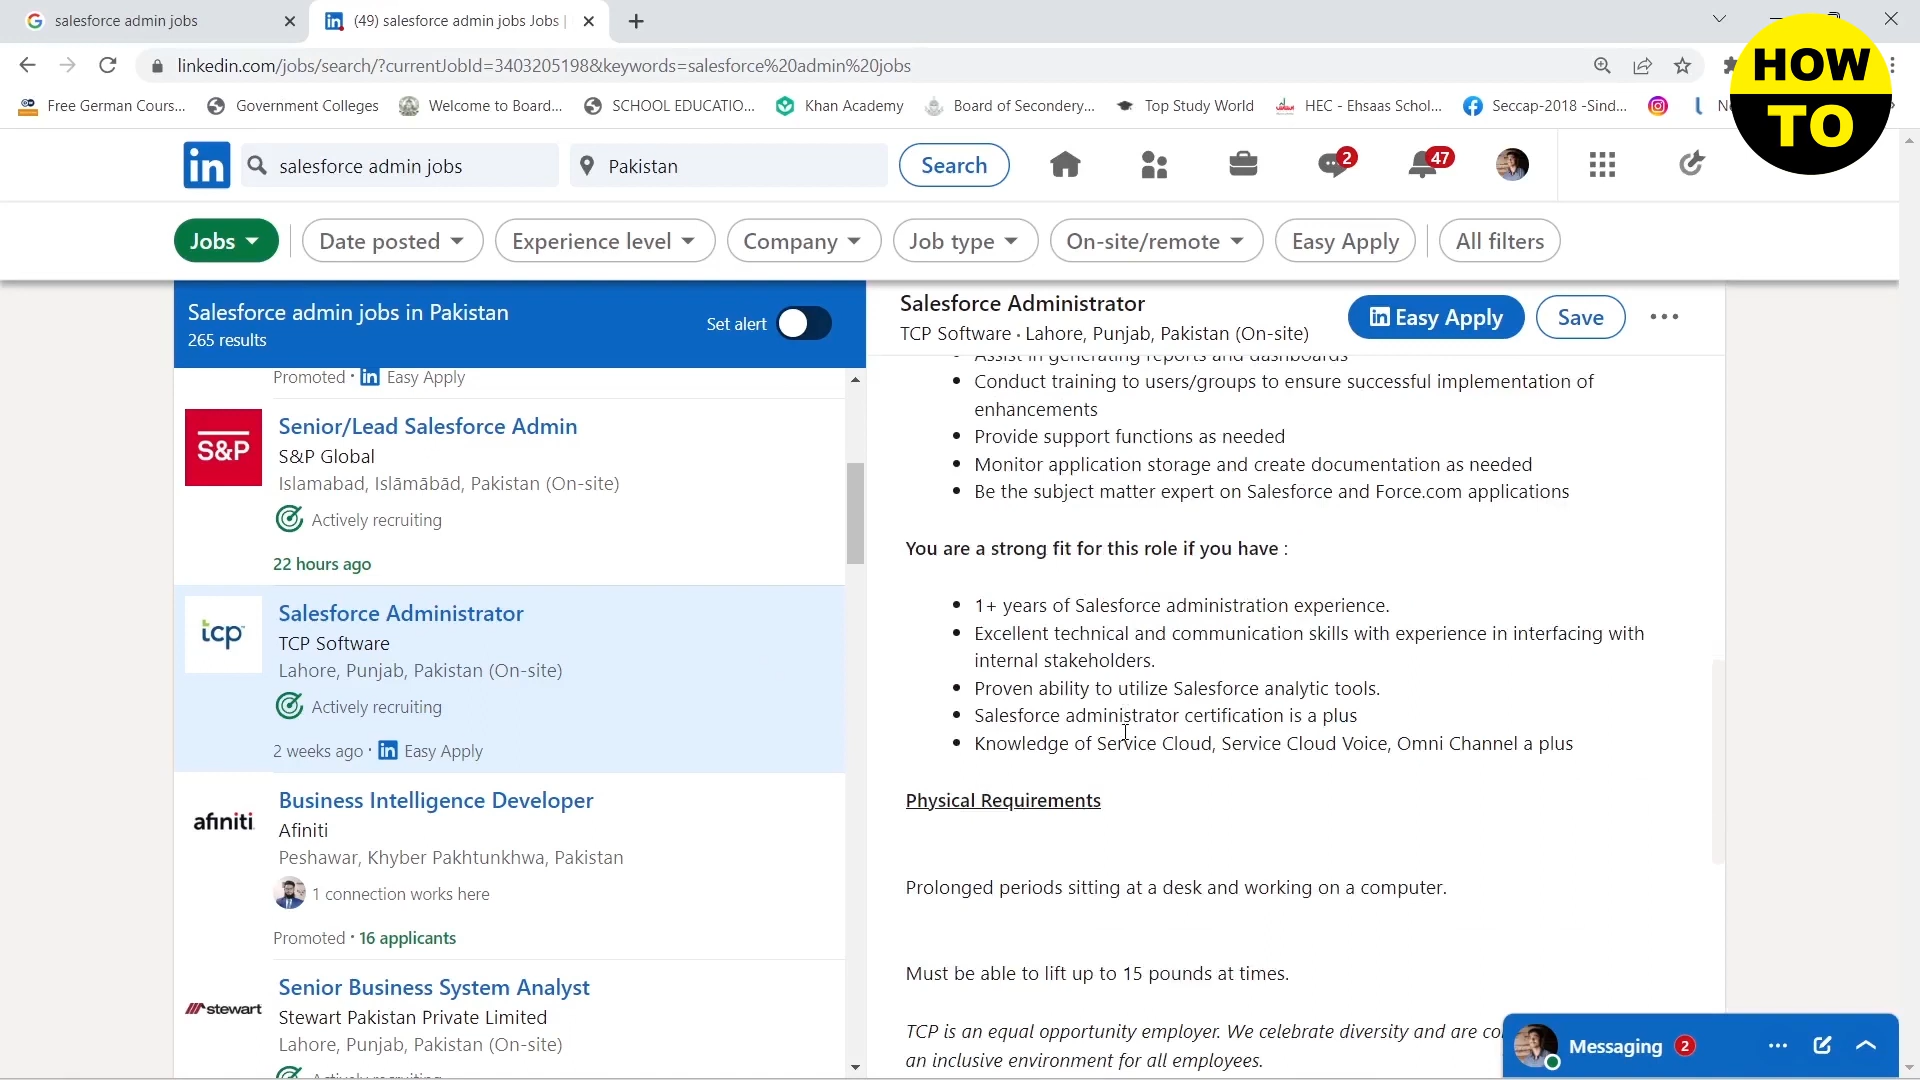 salesforce admin jobs
(49) salesforce admin jobs Jobs |
linkedin.com/jobs/search/?currentJobId=3403205198&keywords=salesforce%20admin%20jobs
Free German Cours...
Government Colleges
Welcome to Board...
SCHOOL EDUCATIO...
Khan Academy
Board of Secondery...
Top Study World
HEC - Ehsaas Schol...
Seccap-2018 -Sind...
HOW
TO
in
salesforce admin jobs
Pakistan
Search
2
47
Jobs
Date posted
Experience level
Company
Job type
On-site/remote
Easy Apply
All filters
Salesforce admin jobs in Pakistan
265 results
Set alert
Promoted · in Easy Apply
S&P
Senior/Lead Salesforce Admin
S&P Global
Islamabad, Islāmābād, Pakistan (On-site)
Actively recruiting
22 hours ago
tcp
Salesforce Administrator
TCP Software
Lahore, Punjab, Pakistan (On-site)
Actively recruiting
2 weeks ago · in Easy Apply
afiniti
Business Intelligence Developer
Afiniti
Peshawar, Khyber Pakhtunkhwa, Pakistan
1 connection works here
Promoted · 16 applicants
stewart
Senior Business System Analyst
Stewart Pakistan Private Limited
Lahore, Punjab, Pakistan (On-site)
Actively recruiting
Salesforce Administrator
TCP Software · Lahore, Punjab, Pakistan (On-site)
in Easy Apply
Save
Assist in generating reports and dashboards
Conduct training to users/groups to ensure successful implementation of
enhancements
Provide support functions as needed
Monitor application storage and create documentation as needed
Be the subject matter expert on Salesforce and Force.com applications
You are a strong fit for this role if you have :
1+ years of Salesforce administration experience.
Excellent technical and communication skills with experience in interfacing with
internal stakeholders.
Proven ability to utilize Salesforce analytic tools.
Salesforce administrator certification is a plus
Knowledge of Service Cloud, Service Cloud Voice, Omni Channel a plus
Physical Requirements
Prolonged periods sitting at a desk and working on a computer.
Must be able to lift up to 15 pounds at times.
TCP is an equal opportunity employer. We celebrate diversity and are
an inclusive environment for all employees.
Messaging 2